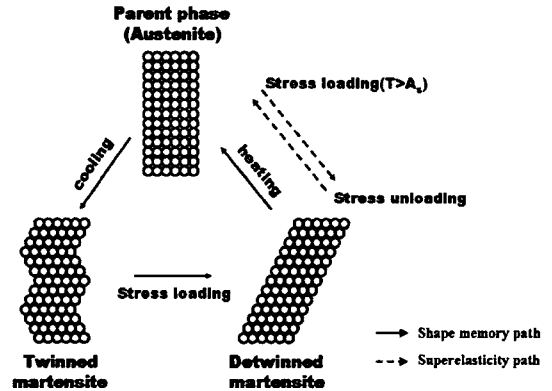 Parent phase
(Austenite)
Stress loading(T>As)
cooling
heating
Stress unloading
Stress loading
Twinned
martensite
Detwinned
martensite
Shape memory path
Superelasticity path